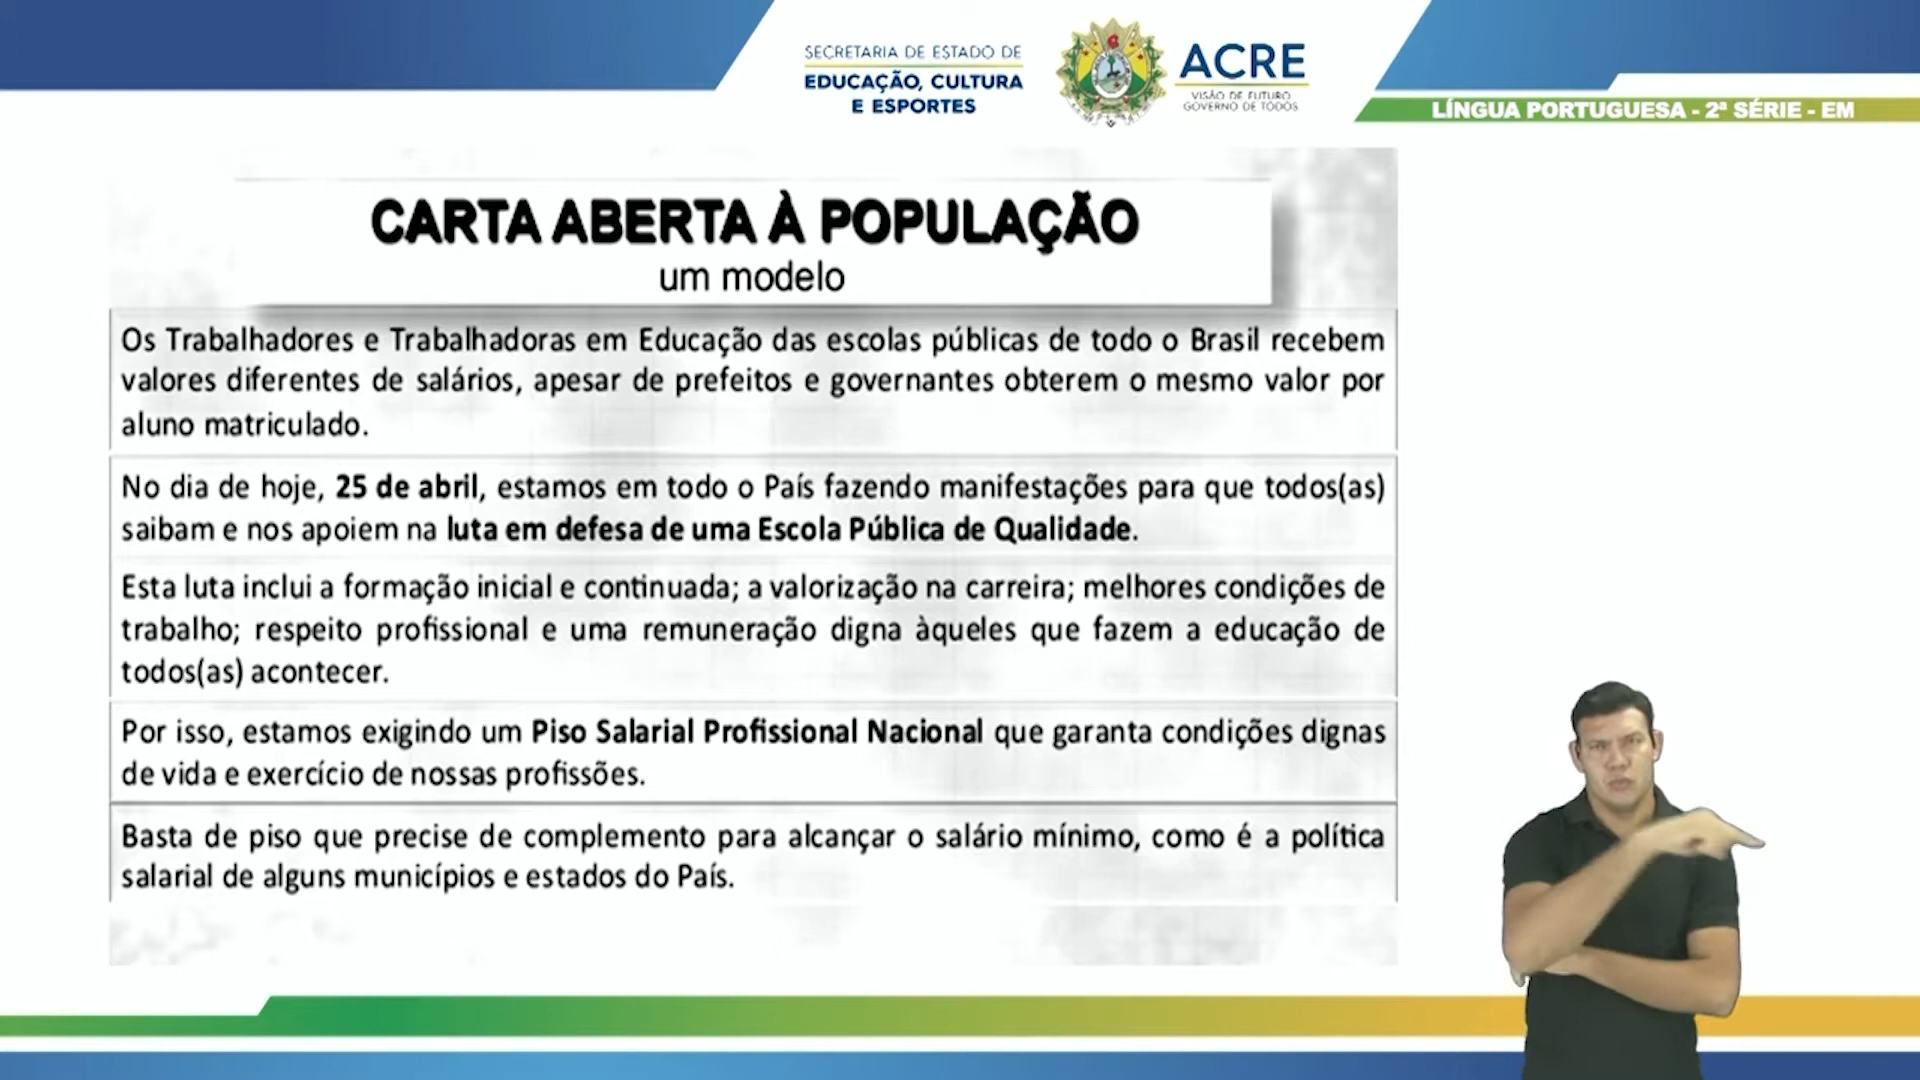 SECRETARIA DE ESTADO DE
EDUCAÇÃO, CULTURA
E ESPORTES
ACRE
VISÃO DE FUTURO
GOVERNO DE TODOS
LÍNGUA PORTUGUESA - 2ª SÉRIE - EM
CARTA ABERTA À POPULAÇÃO
um modelo
Os Trabalhadores e Trabalhadoras em Educação das escolas públicas de todo o Brasil recebem
valores diferentes de salários, apesar de prefeitos e governantes obterem o mesmo valor por
aluno matriculado.
No dia de hoje, 25 de abril, estamos em todo o País fazendo manifestações para que todos(as)
saibam e nos apoiem na luta em defesa de uma Escola Pública de Qualidade.
Esta luta inclui a formação inicial e continuada; a valorização na carreira; melhores condições de
trabalho; respeito profissional e uma remuneração digna àqueles que fazem a educação de
todos(as) acontecer.
Por isso, estamos exigindo um Piso Salarial Profissional Nacional que garanta condições dignas
de vida e exercício de nossas profissões.
Basta de piso que precise de complemento para alcançar o salário mínimo, como é a política
salarial de alguns municípios e estados do País.